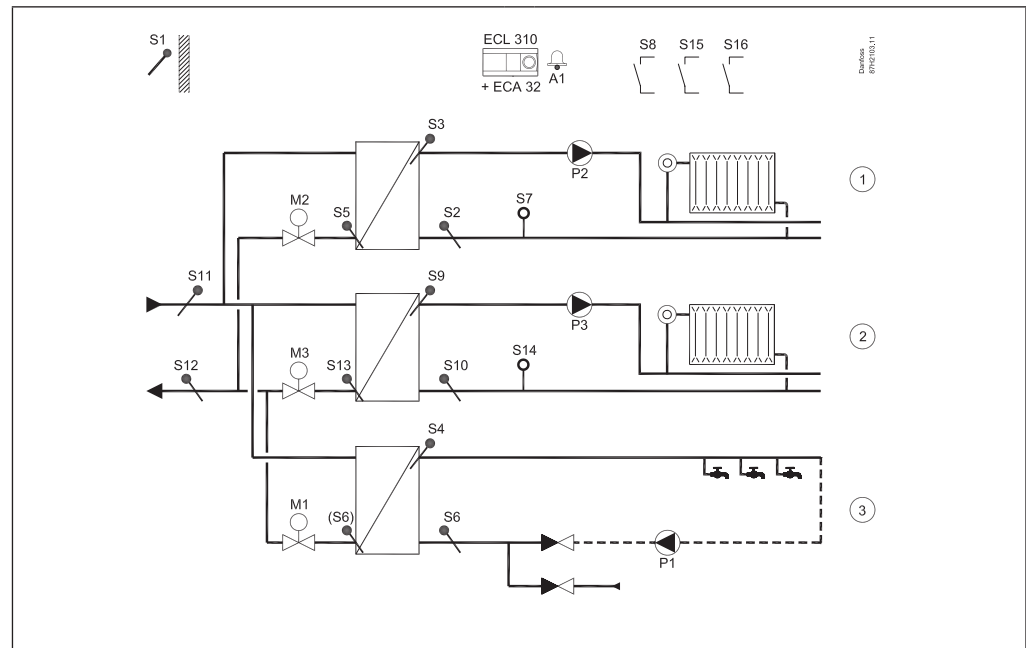 S1
ECL 310
A1
+ ECA 32
S8 S15 S16
Danfoss
87H2103.11
S3
P2
1
M2
S5
S2
S7
S11
S9
P3
2
S12
M3
S13
S10
S14
S4
3
M1
(S6)
S6
P1